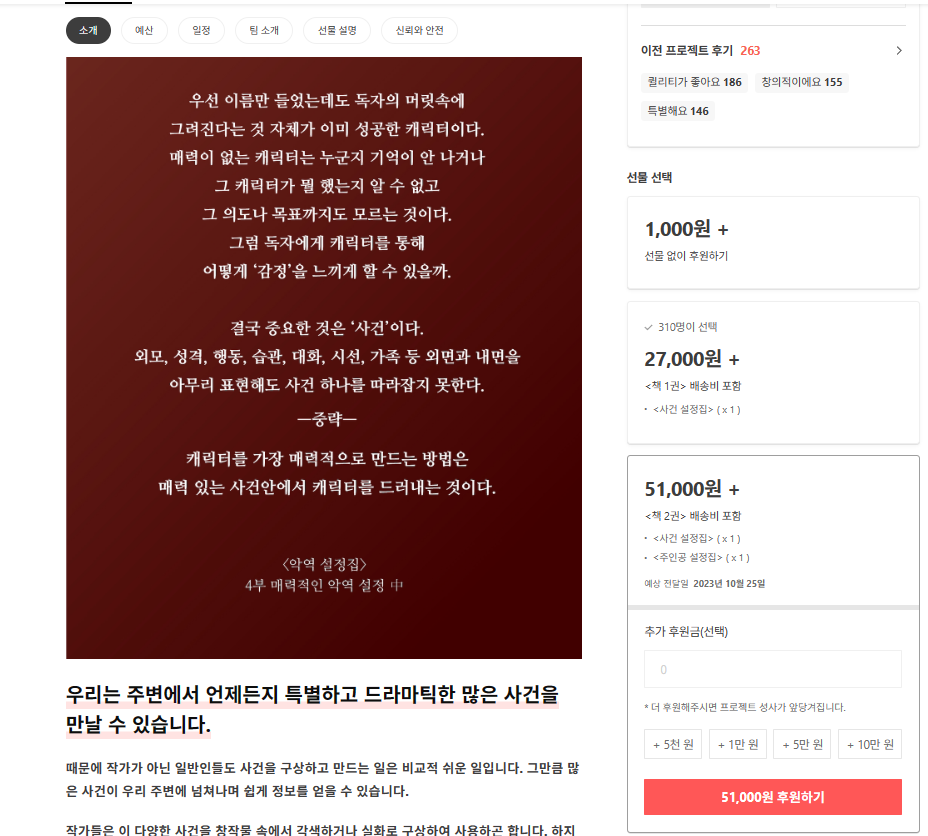 소개
예산
일정
팀 소개
선물 설명
신뢰와 안전
우선 이름만 들었는데도 독자의 머릿속에
그려진다는 것 자체가 이미 성공한 캐릭터이다.
매력이 없는 캐릭터는 누군지 기억이 안 나거나
그 캐릭터가 뭘 했는지 알 수 없고
그 의도나 목표까지도 모르는 것이다.
그럼 독자에게 캐릭터를 통해
어떻게 ‘감정’을 느끼게 할 수 있을까.
결국 중요한 것은 ‘사건’이다.
외모, 성격, 행동, 습관, 대화, 시선, 가족 등 외면과 내면을
아무리 표현해도 사건 하나를 따라잡지 못한다.
—중략—
캐릭터를 가장 매력적으로 만드는 방법은
매력 있는 사건안에서 캐릭터를 드러내는 것이다.
〈악역 설정집〉
4부 매력적인 악역 설정 中
우리는 주변에서 언제든지 특별하고 드라마틱한 많은 사건을
만날 수 있습니다.
때문에 작가가 아닌 일반인들도 사건을 구상하고 만드는 일은 비교적 쉬운 일입니다. 그만큼 많
은 사건이 우리 주변에 넘쳐나며 쉽게 정보를 얻을 수 있습니다.
작가들은 이 다양한 사건을 창작물 속에서 각색하거나 실화로 구상하여 사용하곤 합니다. 하지
이전 프로젝트 후기 263
퀄리티가 좋아요 186
창의적이에요 155
특별해요 146
선물 선택
1,000원 +
선물 없이 후원하기
310명이 선택
27,000원 +
<책 1권> 배송비 포함
• <사건 설정집> ( x 1 )
51,000원 +
<책 2권> 배송비 포함
• <사건 설정집> ( x 1 )
• <주인공 설정집> ( x 1 )
예상 전달일 2023년 10월 25일
추가 후원금(선택)
0
* 더 후원해주시면 프로젝트 성사가 앞당겨집니다.
+ 5천 원
+ 1만 원
+ 5만 원
+ 10만 원
51,000원 후원하기